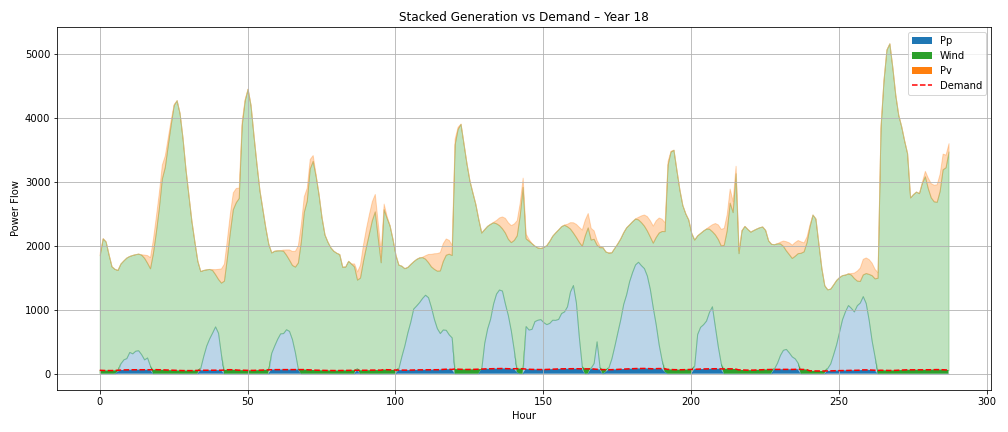 Stacked Generation vs Demand – Year 18
Pp
Wind
Pv
Demand
Power Flow
5000
4000
3000
2000
1000
0
0 50 100 150 200 250 300
Hour